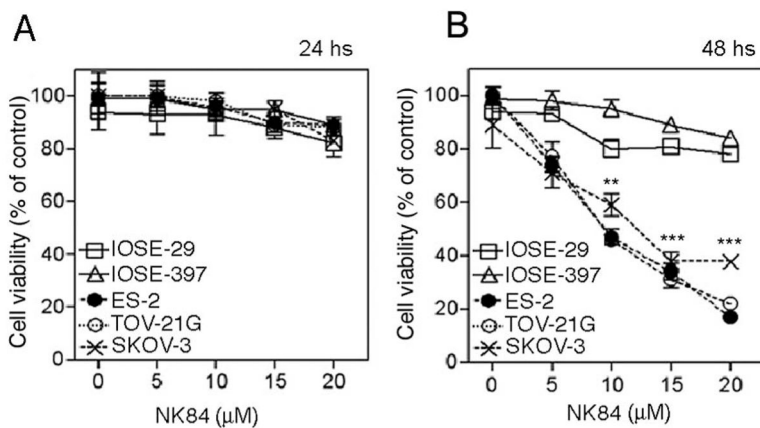 A
24 hs
Cell viability (% of control)
100
80
60
40
20
0
IOSE-29
IOSE-397
ES-2
TOV-21G
SKOV-3
0 5 10 15 20
NK84 (μM)
B
48 hs
Cell viability (% of control)
100
80
60
40
20
0
**
***
***
IOSE-29
IOSE-397
ES-2
TOV-21G
SKOV-3
0 5 10 15 20
NK84 (μM)